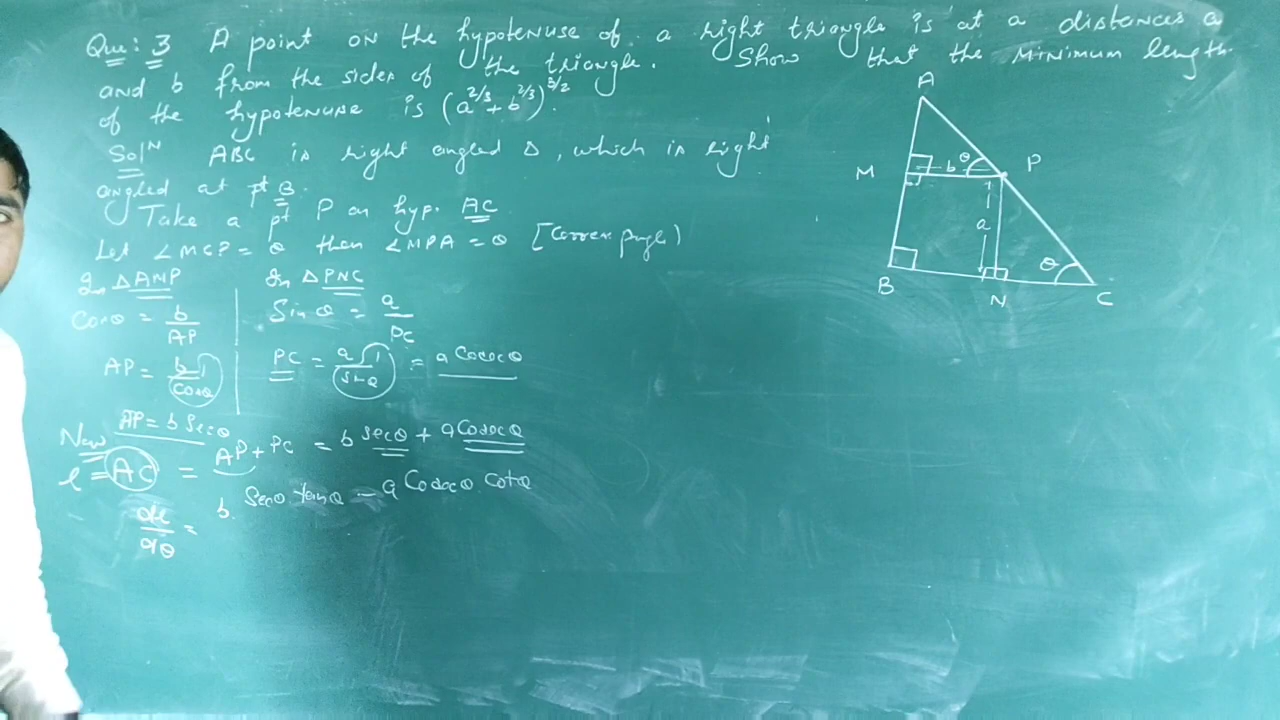 Que: 3 A point on the hypotenuse of a right triangle is at a distances a
and b from the sides of the triangle. Show that the minimum length
of the hypotenuse is (a^{2/3} + b^{2/3})^{3/2}.
Sol^N ABC is right angled Δ, which is right
angled at pt B.
Take a pt P on hyp. AC
Let ∠MCP = θ then ∠MPA = θ
In ΔAMP
Cosθ = b/AP
AP = b/Cosθ
AP = b Secθ
In ΔPNC
Sin θ = a/PC
PC = a/Sinθ = a Cosecθ
Now
l = AC = AP + PC = b secθ + a Cosecθ
dl/dθ = b. Secθ tanθ − a Cosecθ. Cotθ
A
M b θ P
a
θ
B N C